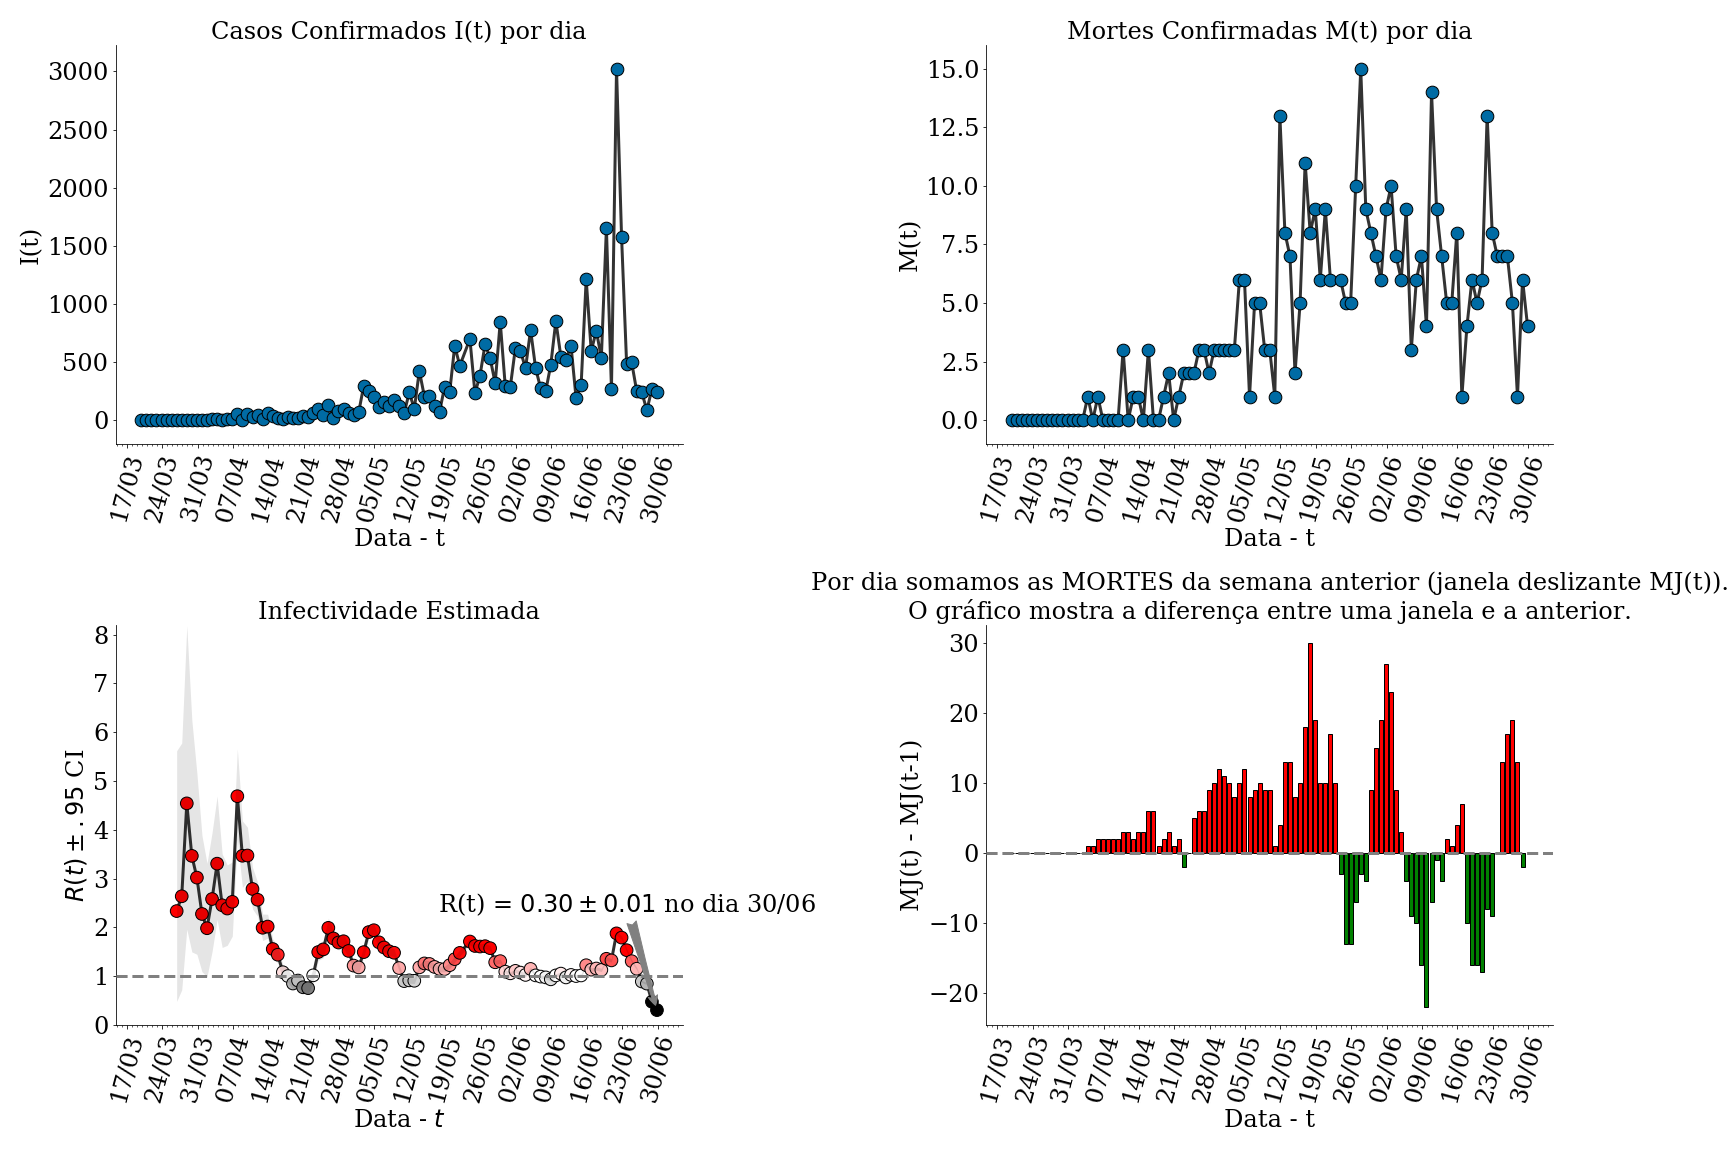 Casos Confirmados I(t) por dia
I(t)
3000
2500
2000
1500
1000
500
0
17/03 24/03 31/03 07/04 14/04 21/04 28/04 05/05 12/05 19/05 26/05 02/06 09/06 16/06 23/06 30/06
Data - t
Mortes Confirmadas M(t) por dia
M(t)
15.0
12.5
10.0
7.5
5.0
2.5
0.0
17/03 24/03 31/03 07/04 14/04 21/04 28/04 05/05 12/05 19/05 26/05 02/06 09/06 16/06 23/06 30/06
Data - t
Infectividade Estimada
R(t) ± .95 CI
8
7
6
5
4
3
2
1
0
R(t) = 0.30 ± 0.01 no dia 30/06
17/03 24/03 31/03 07/04 14/04 21/04 28/04 05/05 12/05 19/05 26/05 02/06 09/06 16/06 23/06 30/06
Data - t
Por dia somamos as MORTES da semana anterior (janela deslizante MJ(t)).
O gráfico mostra a diferença entre uma janela e a anterior.
MJ(t) - MJ(t-1)
30
20
10
0
−10
−20
17/03 24/03 31/03 07/04 14/04 21/04 28/04 05/05 12/05 19/05 26/05 02/06 09/06 16/06 23/06 30/06
Data - t